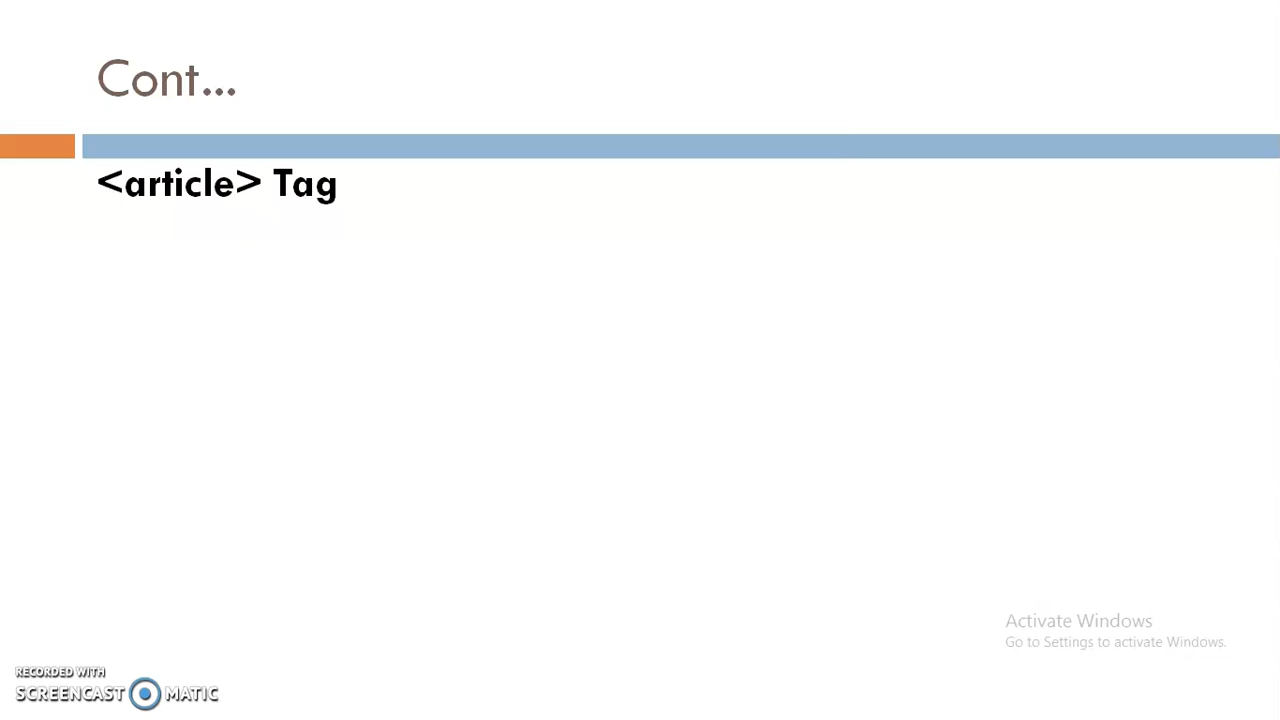 Cont...
<article> Tag
Activate Windows
Go to Settings to activate Windows.
RECORDED WITH
SCREENCAST MATIC